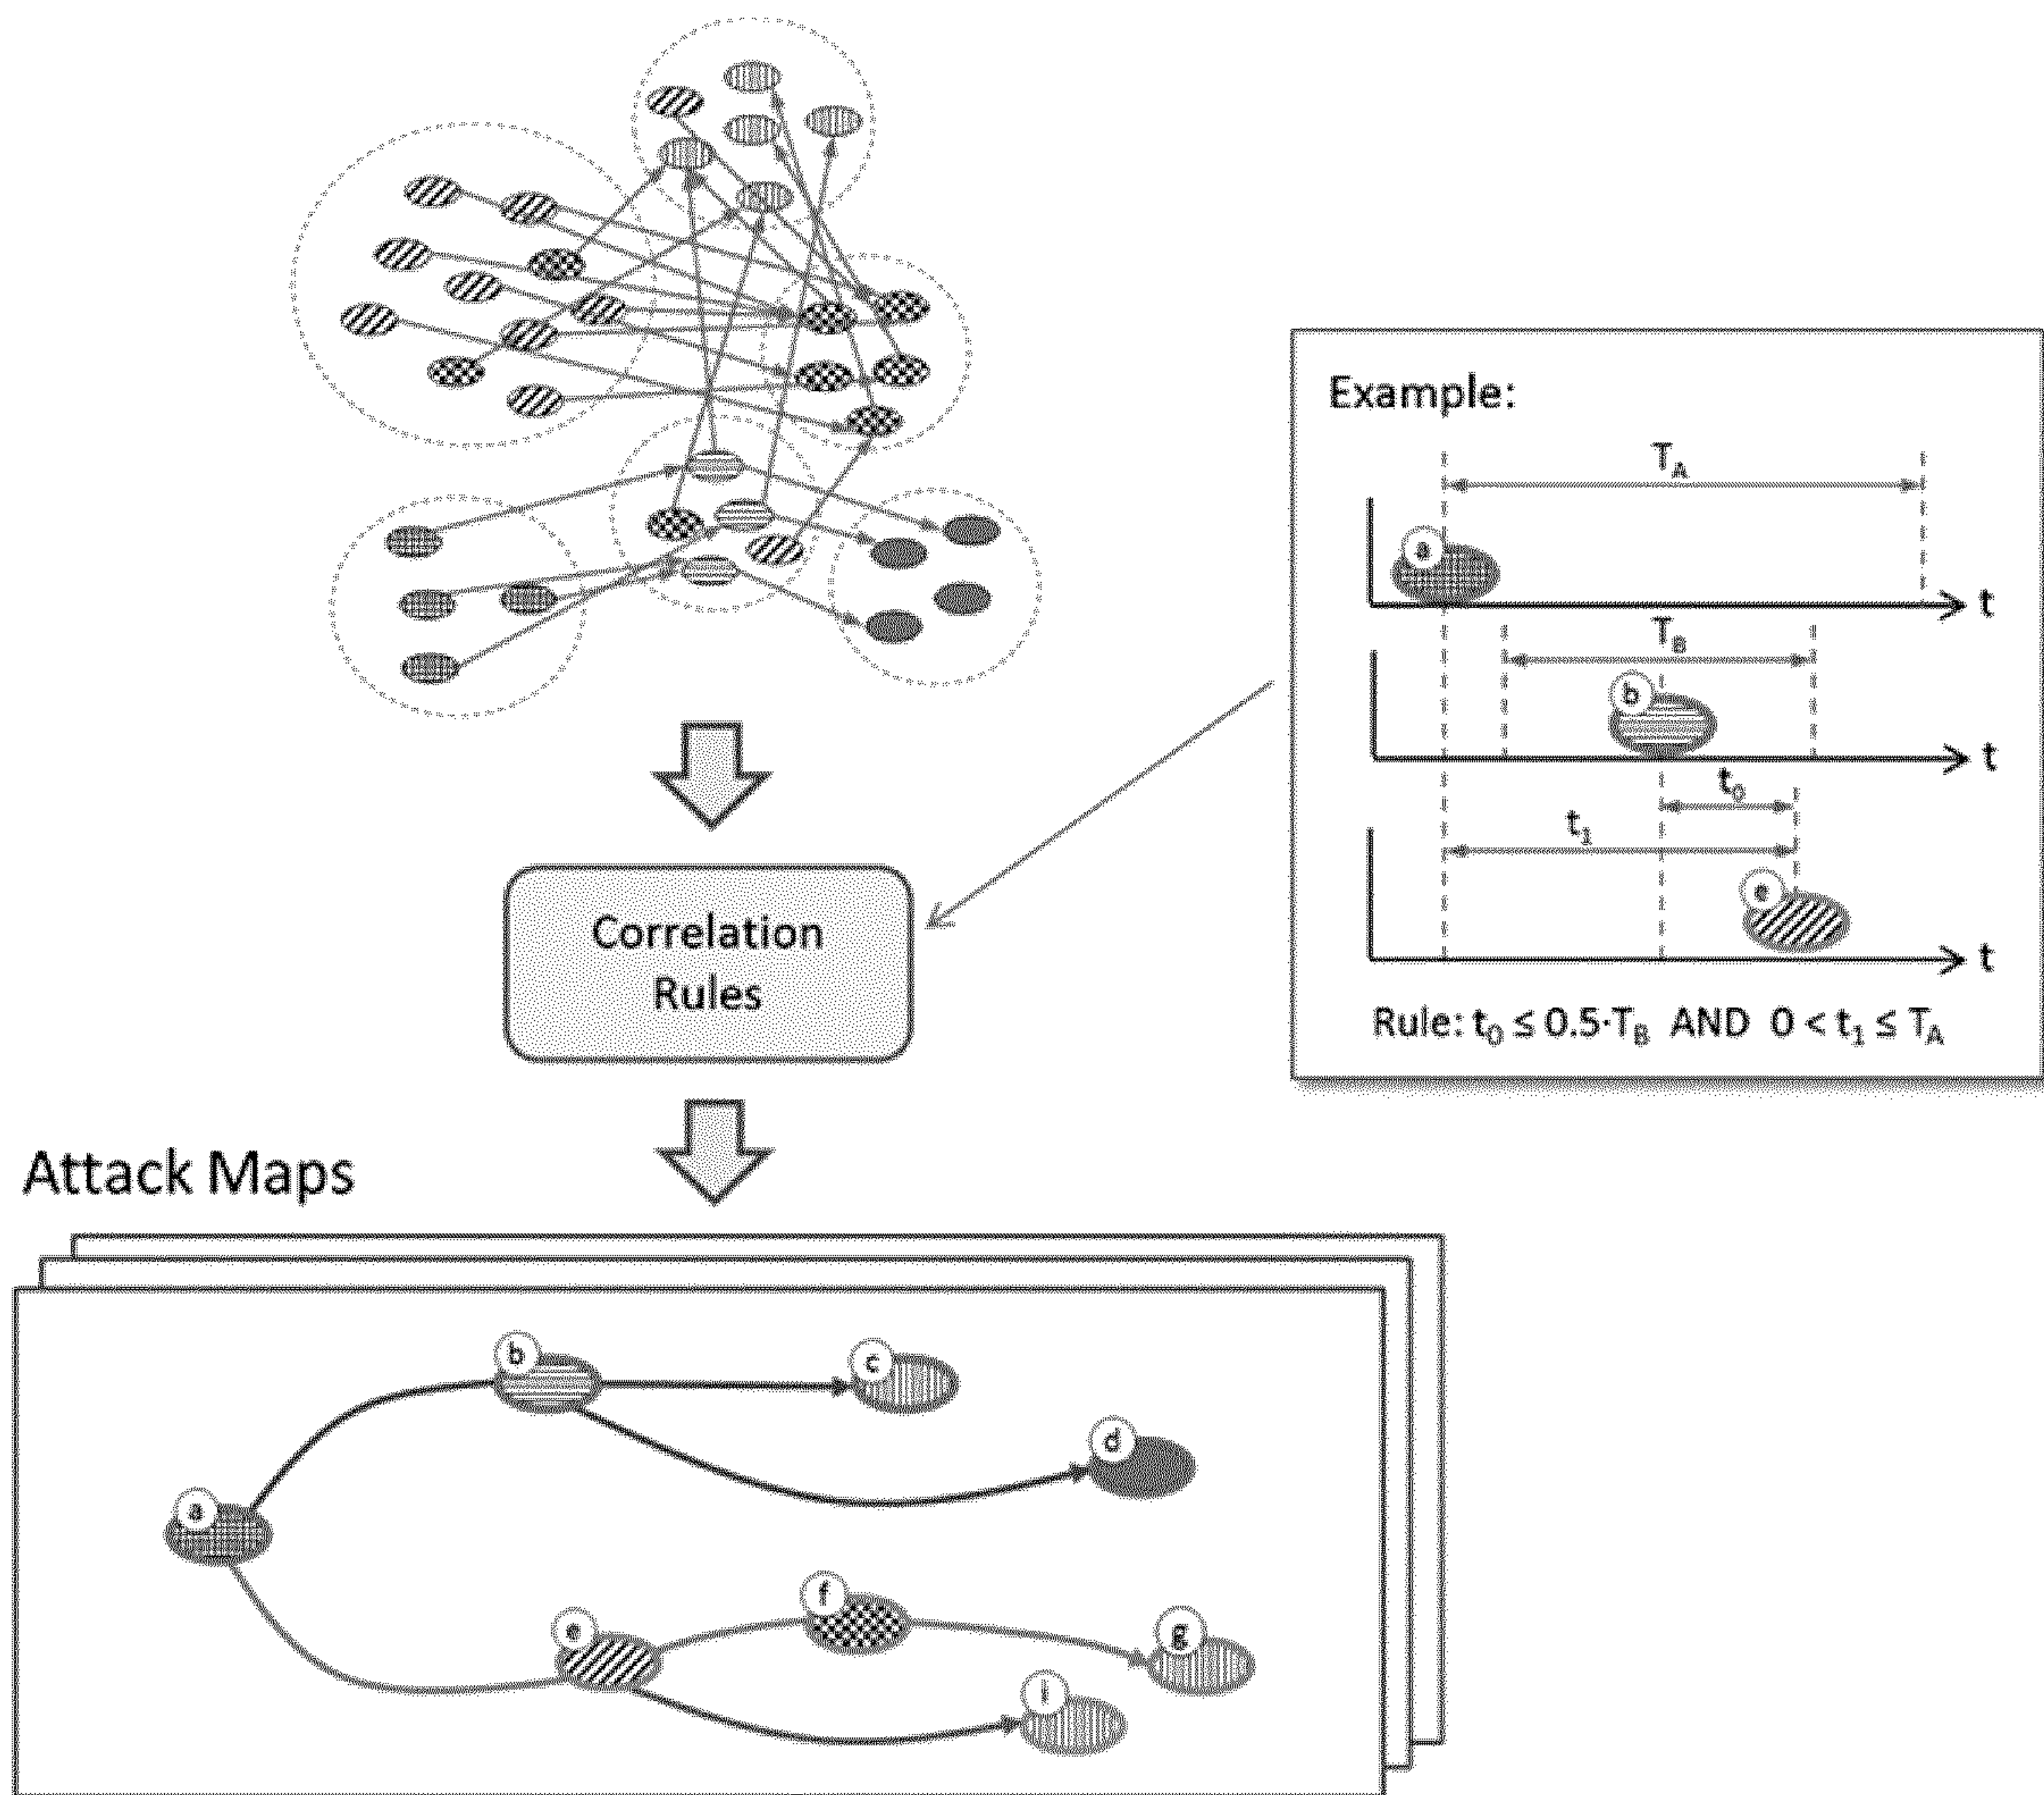 Example:
T_A
a
t
T_B
b
t
t_0
t_1
e
t
Rule: t_0 ≤ 0.5·T_B AND 0 < t_1 ≤ T_A
Correlation
Rules
Attack Maps
b
c
d
a
f
e
g
i